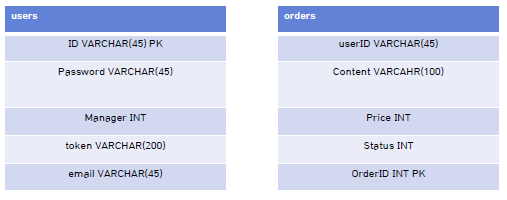 users
ID VARCHAR(45) PK
Password VARCHAR(45)
Manager INT
token VARCHAR(200)
email VARCHAR(45)
orders
userID VARCHAR(45)
Content VARCAHR(100)
Price INT
Status INT
OrderID INT PK